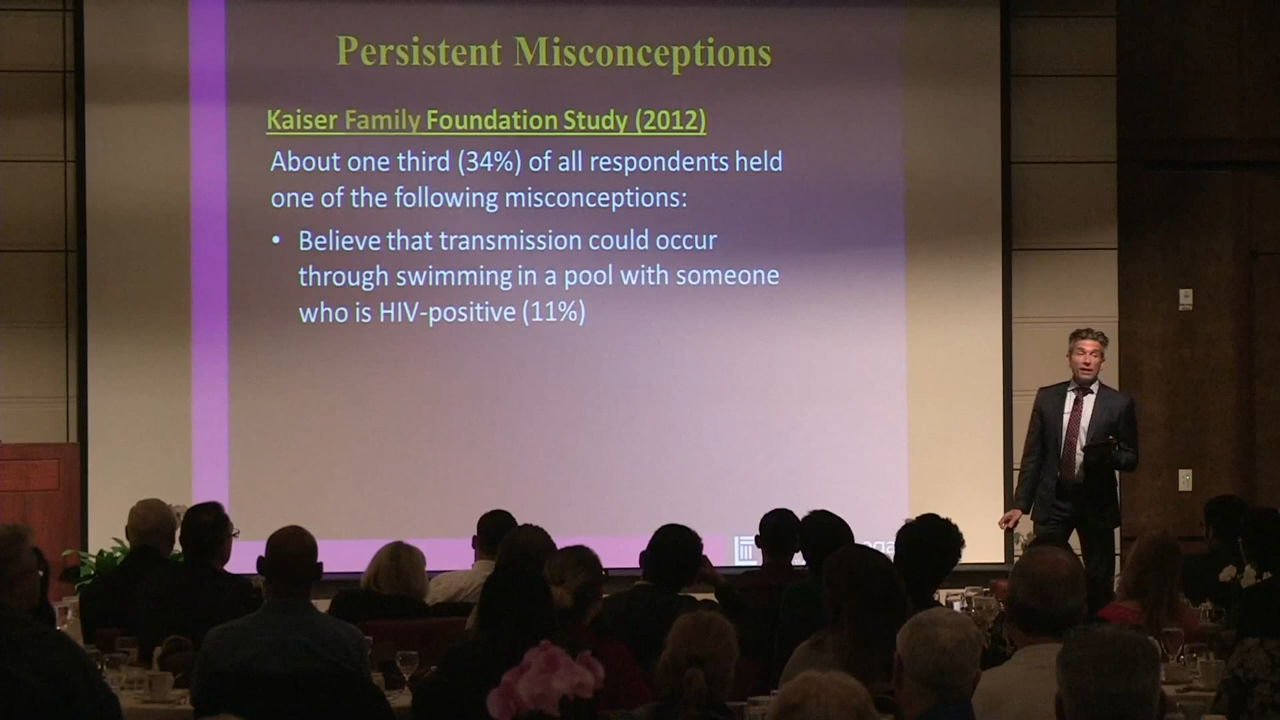 Persistent Misconceptions
Kaiser Family Foundation Study (2012)
About one third (34%) of all respondents held
one of the following misconceptions:
• Believe that transmission could occur
through swimming in a pool with someone
who is HIV-positive (11%)